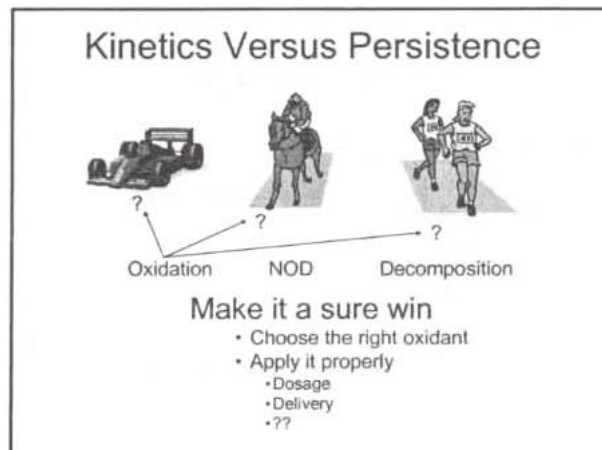 Kinetics Versus Persistence
?
?
?
Oxidation NOD Decomposition
Make it a sure win
• Choose the right oxidant
• Apply it properly
•Dosage
•Delivery
•??